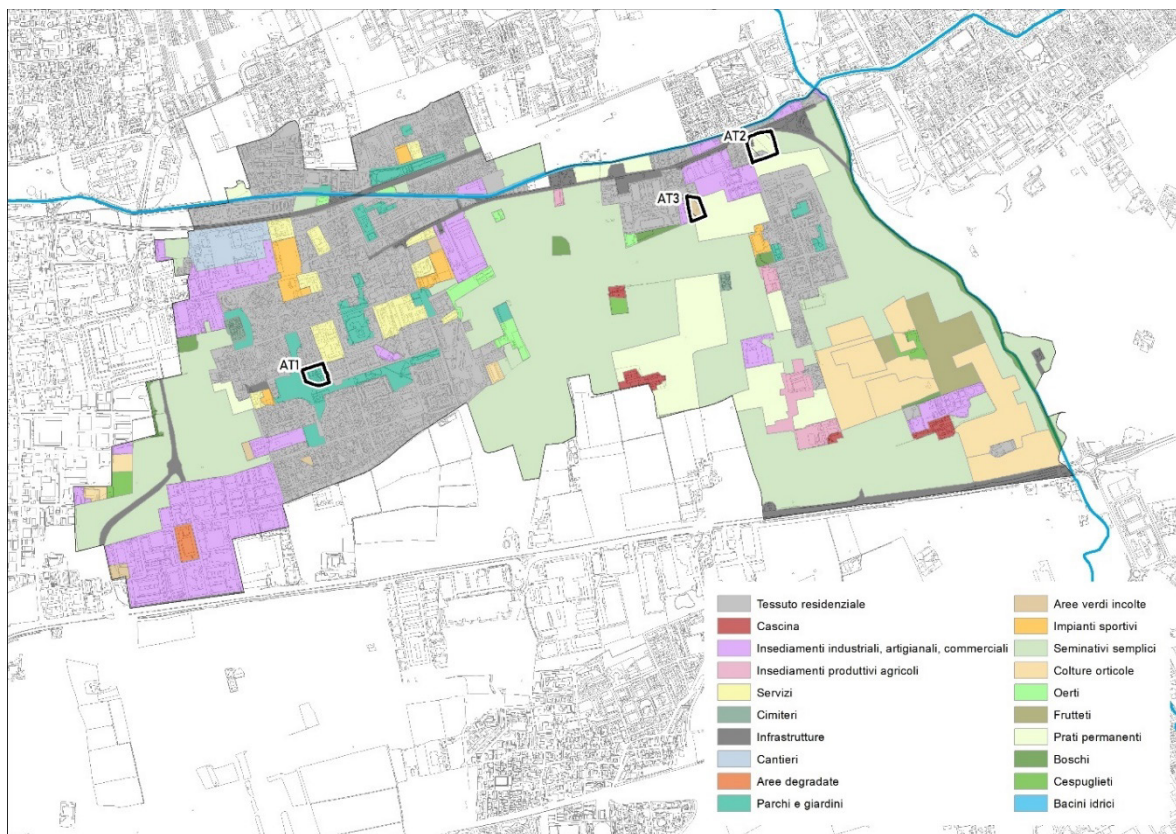 AT2
AT3
AT1
Tessuto residenziale
Cascina
Insediamenti industriali, artigianali, commerciali
Insediamenti produttivi agricoli
Servizi
Cimiteri
Infrastrutture
Cantieri
Aree degradate
Parchi e giardini
Aree verdi incolte
Impianti sportivi
Seminativi semplici
Colture orticole
Oerti
Frutteti
Prati permanenti
Boschi
Cespuglieti
Bacini idrici